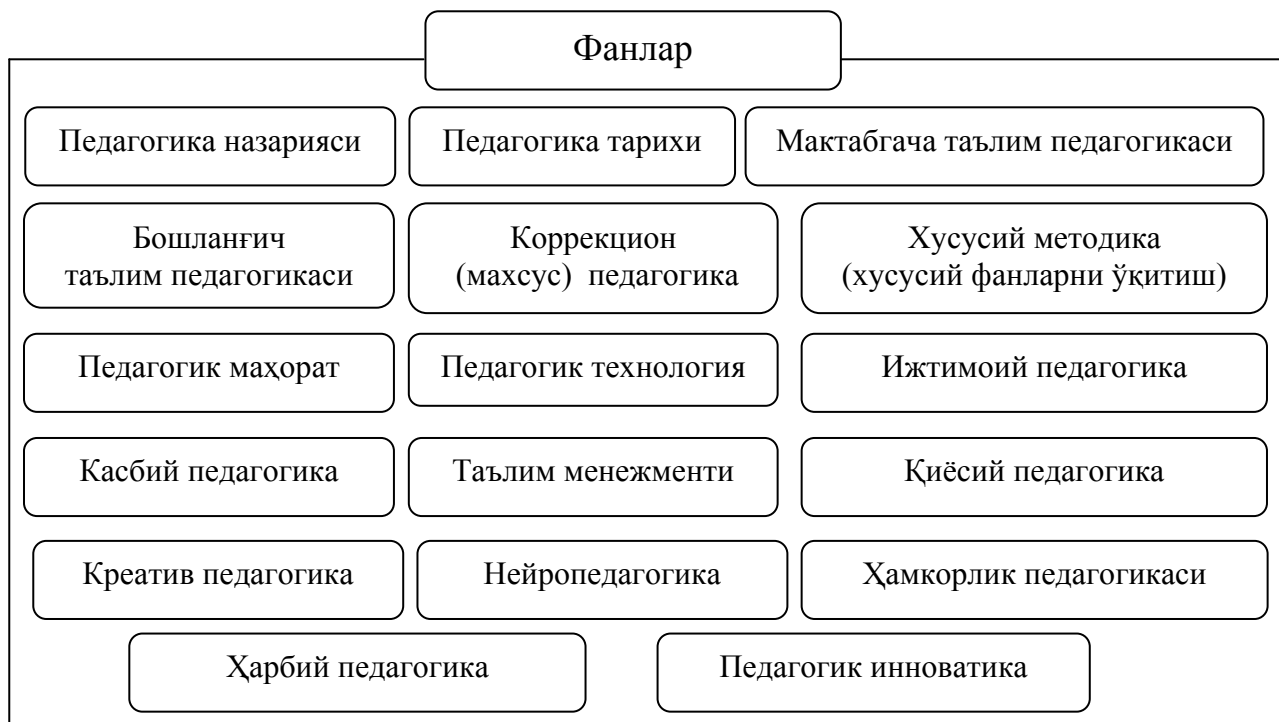 Фанлар
Педагогика назарияси
Педагогика тарихи
Мактабгача таълим педагогикаси
Бошланғич
таълим педагогикаси
Коррекцион
(махсус) педагогика
Хусусий методика
(хусусий фанларни ўқитиш)
Педагогик маҳорат
Педагогик технология
Ижтимоий педагогика
Касбий педагогика
Таълим менежменти
Қиёсий педагогика
Креатив педагогика
Нейропедагогика
Ҳамкорлик педагогикаси
Ҳарбий педагогика
Педагогик инноватика